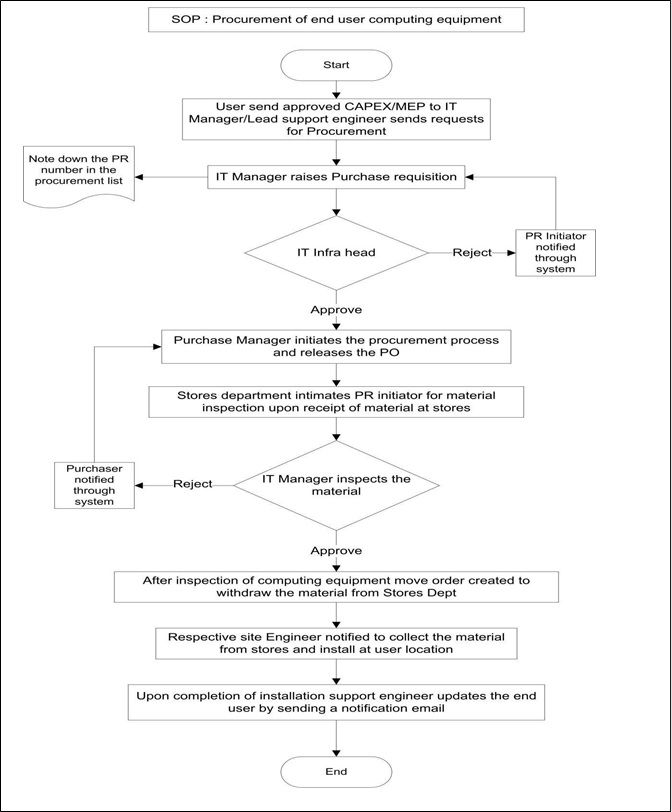 SOP : Procurement of end user computing equipment
Start
User send approved CAPEX/MEP to IT
Manager/Lead support engineer sends requests
for Procurement
Note down the PR
number in the
procurement list
IT Manager raises Purchase requisition
IT Infra head
Reject
PR Initiator
notified
through
system
Approve
Purchase Manager initiates the procurement process
and releases the PO
Stores department intimates PR initiator for material
inspection upon receipt of material at stores
IT Manager inspects the
material
Reject
Purchaser
notified
through
system
Approve
After inspection of computing equipment move order created to
withdraw the material from Stores Dept
Respective site Engineer notified to collect the material
from stores and install at user location
Upon completion of installation support engineer updates the end
user by sending a notification email
End